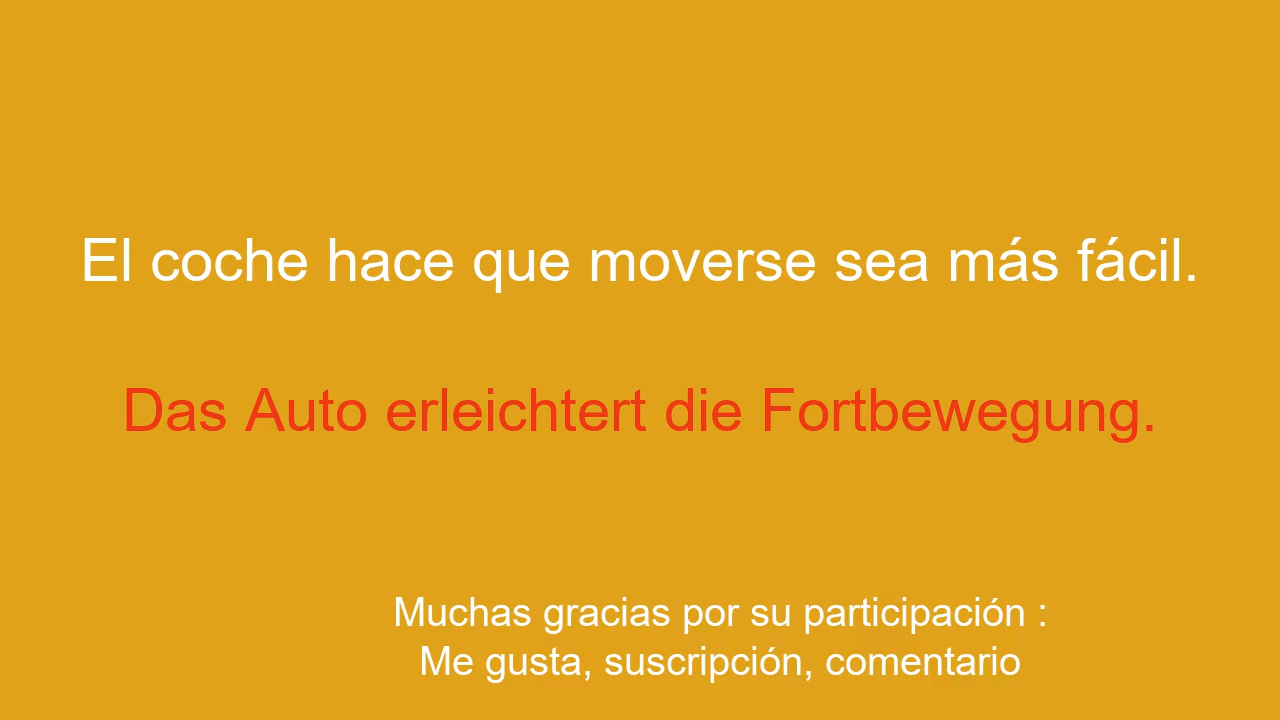 El coche hace que moverse sea más fácil.
Das Auto erleichtert die Fortbewegung.
Muchas gracias por su participación :
Me gusta, suscripción, comentario